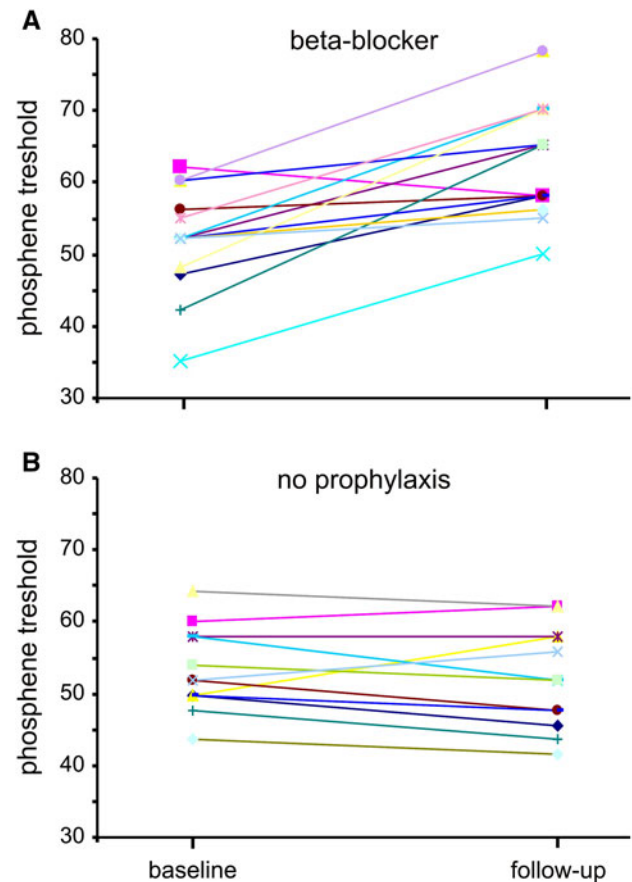 A
beta-blocker
phosphene treshold
80
70
60
50
40
30
B
no prophylaxis
phosphene treshold
80
70
60
50
40
30
baseline
follow-up